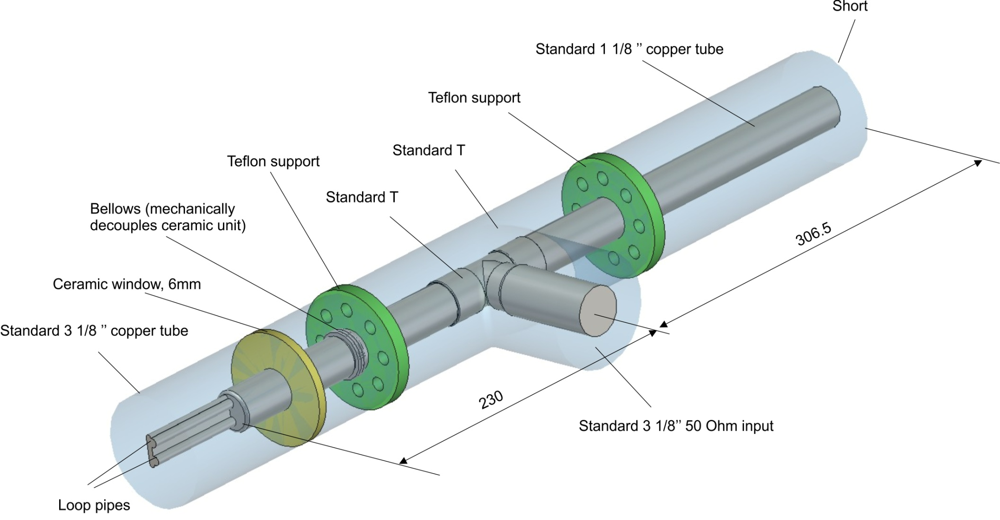 Short
Standard 1 1/8 ’’ copper tube
Teflon support
Standard T
Teflon support
Standard T
Bellows (mechanically
decouples ceramic unit)
306.5
Ceramic window, 6mm
Standard 3 1/8 ’’ copper tube
230
Standard 3 1/8’’ 50 Ohm input
Loop pipes